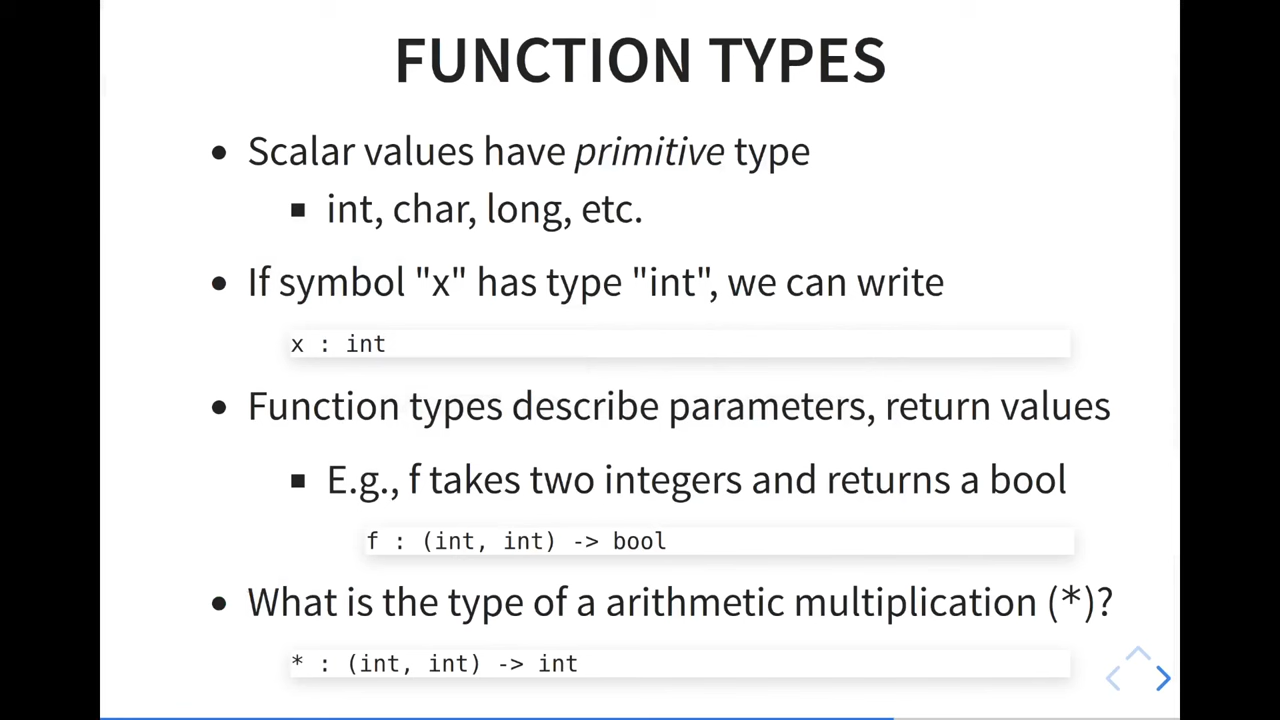 FUNCTION TYPES
• Scalar values have primitive type
▪ int, char, long, etc.
• If symbol "x" has type "int", we can write
x : int
• Function types describe parameters, return values
▪ E.g., f takes two integers and returns a bool
f : (int, int) -> bool
• What is the type of a arithmetic multiplication (*)?
* : (int, int) -> int